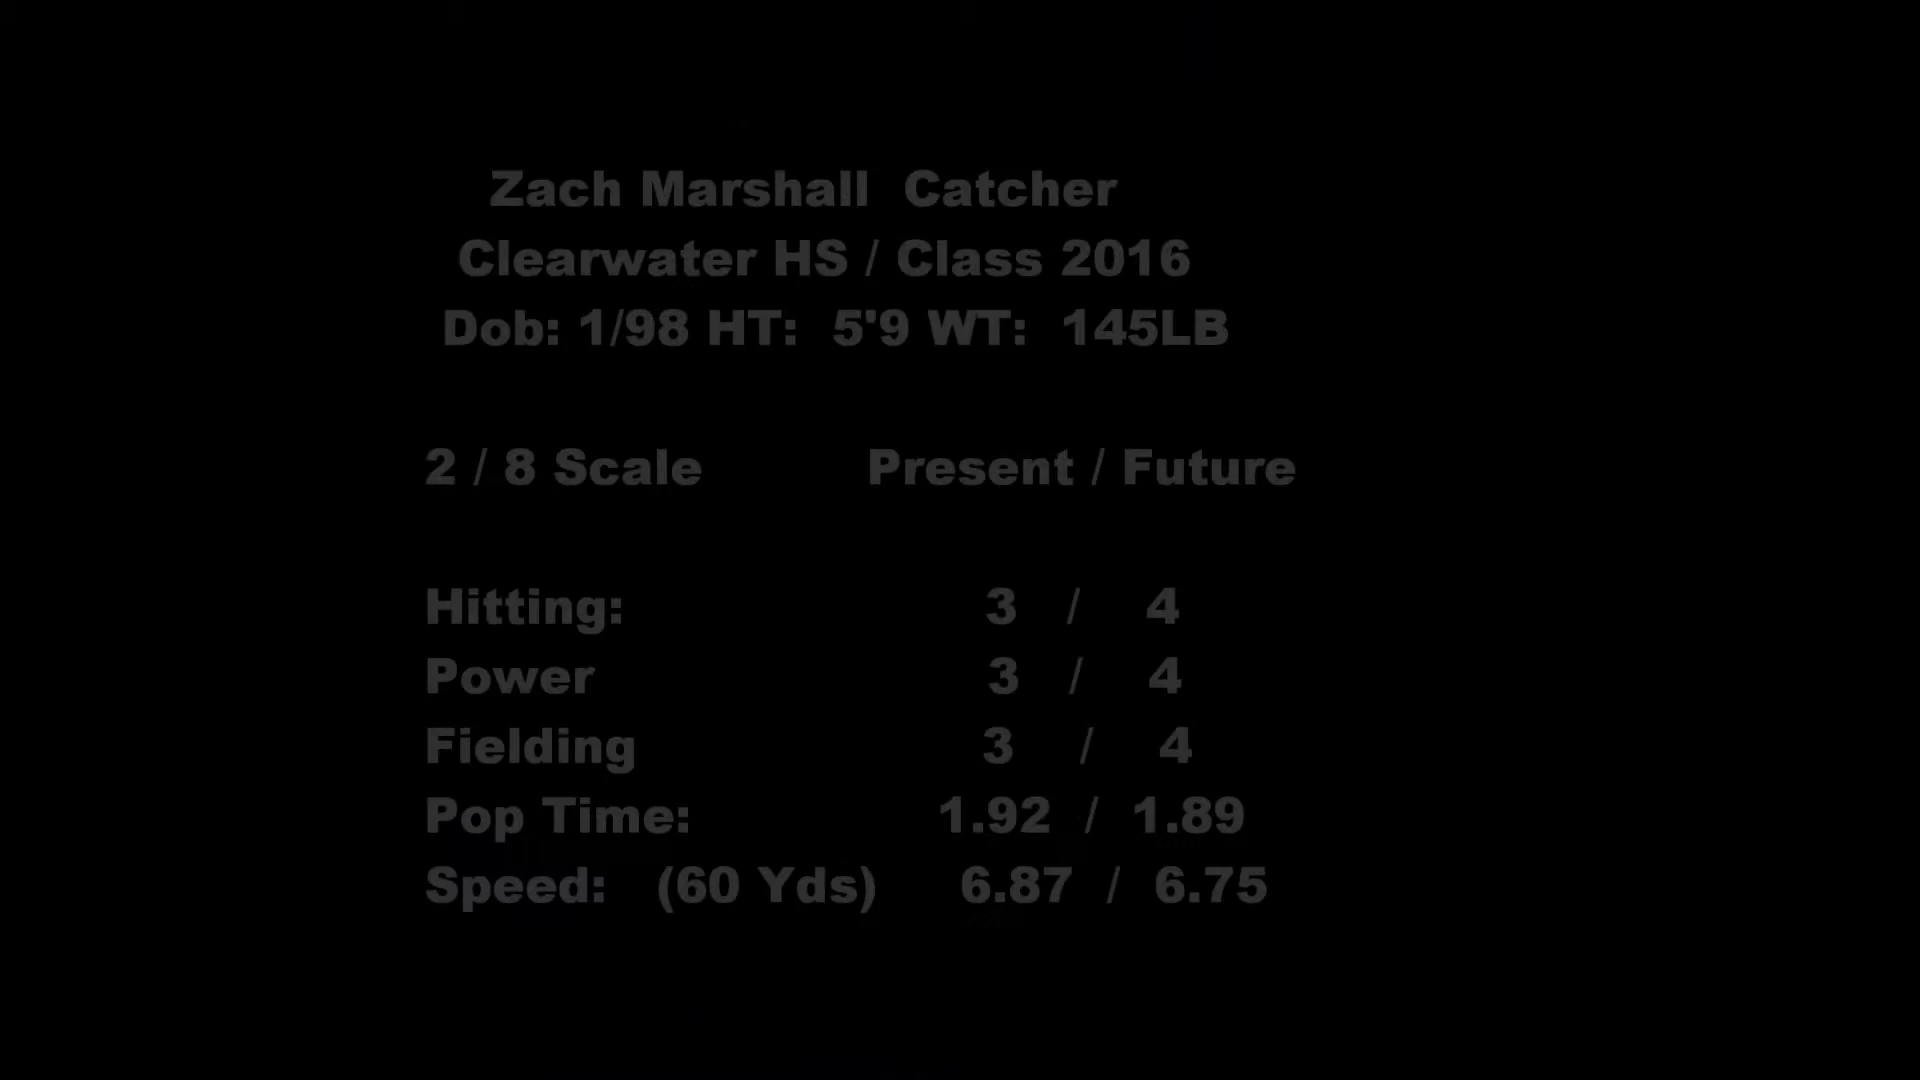 Zach Marshall  Catcher
Clearwater HS / Class 2016
Dob: 1/98 HT:  5'9 WT:  145LB
2 / 8 Scale Present / Future
Hitting: 3 / 4
Power 3 / 4
Fielding 3 / 4
Pop Time: 1.92 / 1.89
Speed: (60 Yds) 6.87 / 6.75